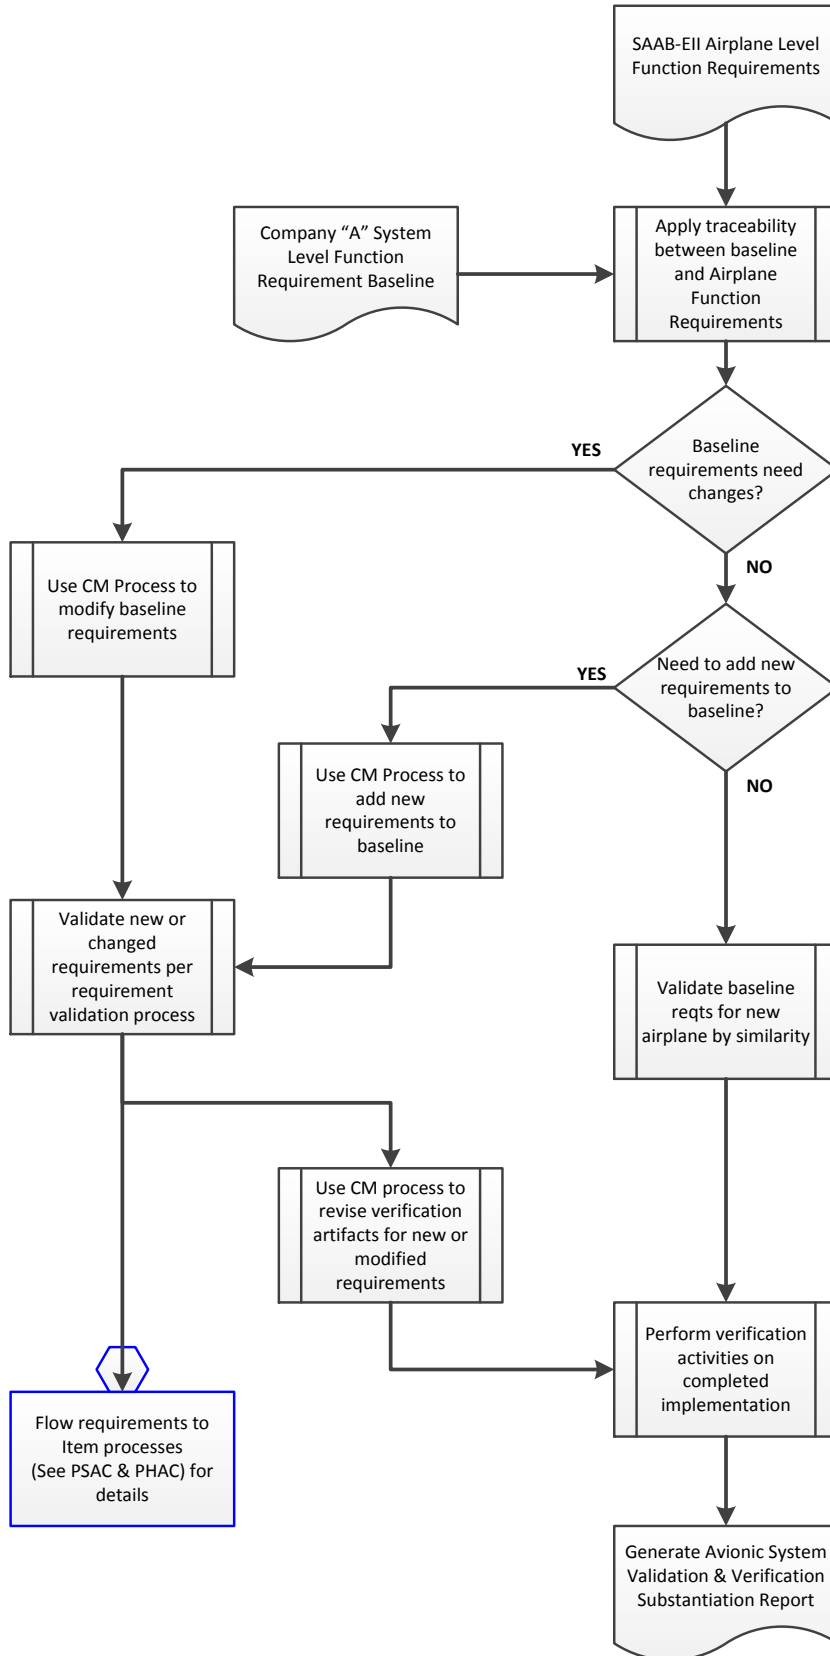 SAAB-EII Airplane Level
Function Requirements
Company “A” System
Level Function
Requirement Baseline
Apply traceability
between baseline
and Airplane
Function
Requirements
YES
Baseline
requirements need
changes?
NO
Use CM Process to
modify baseline
requirements
YES
Need to add new
requirements to
baseline?
NO
Use CM Process to
add new
requirements to
baseline
Validate new or
changed
requirements per
requirement
validation process
Validate baseline
reqts for new
airplane by similarity
Use CM process to
revise verification
artifacts for new or
modified
requirements
Perform verification
activities on
completed
implementation
Flow requirements to
Item processes
(See PSAC & PHAC) for
details
Generate Avionic System
Validation & Verification
Substantiation Report